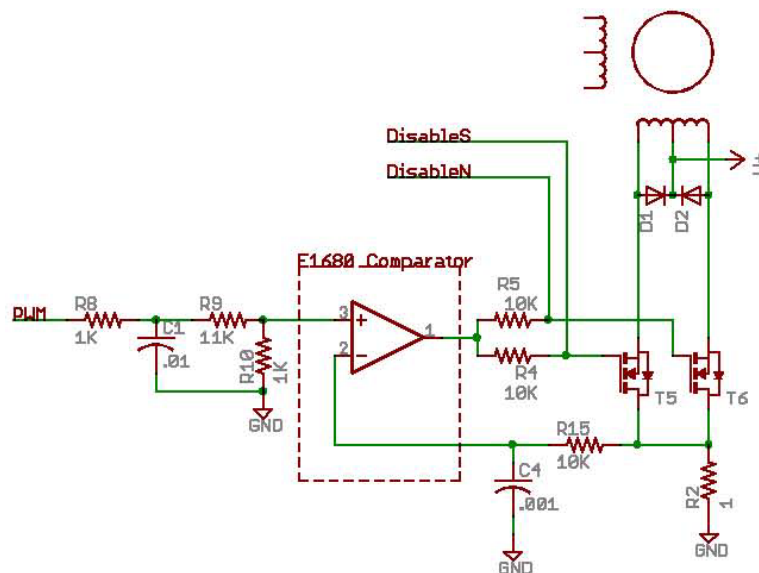 DisableS
DisableN
V+
D1
D2
E1680 Comparator
PWM
R8
1K
C1
.01
R9
11K
R10
1K
GND
3
+
2
-
1
R5
10K
R4
10K
T5
T6
R15
10K
C4
.001
GND
R2
1
GND